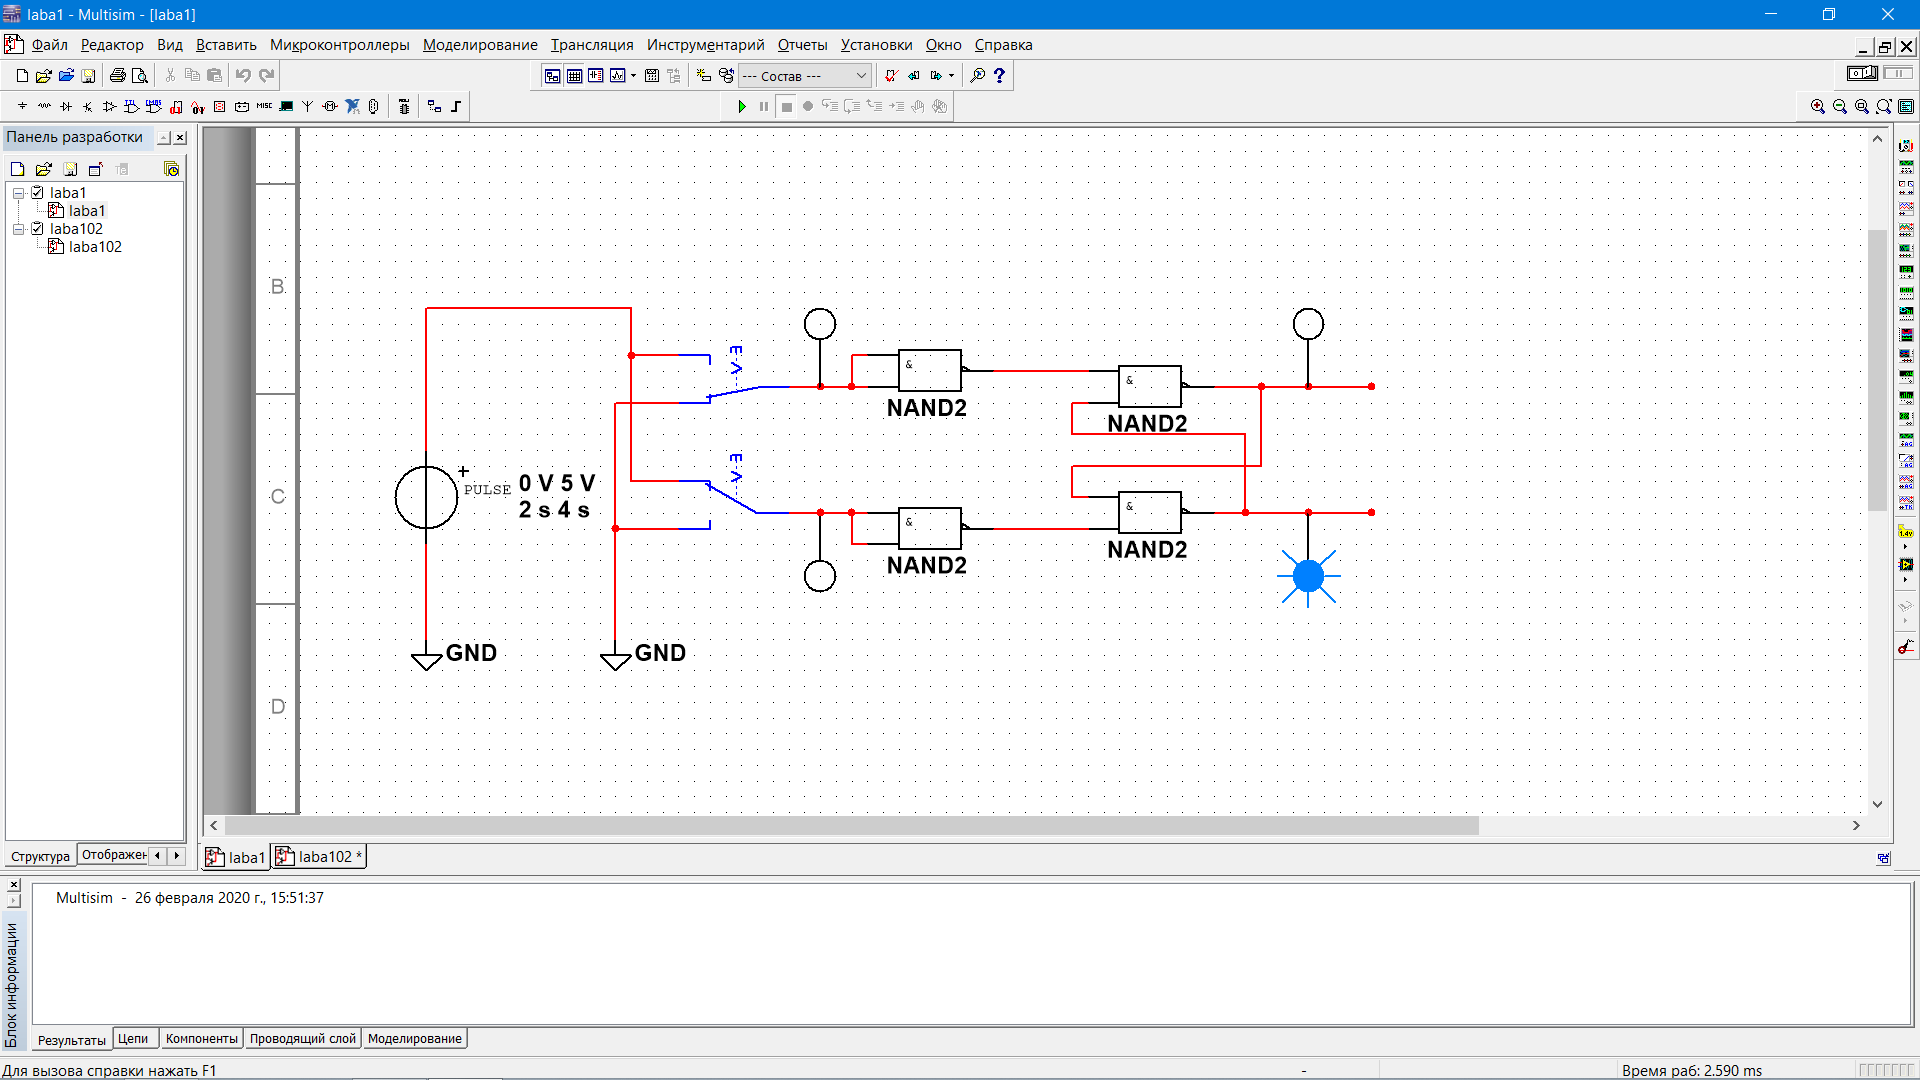 laba1 - Multisim - [laba1]
Файл Редактор Вид Вставить Микроконтроллеры Моделирование Трансляция Инструментарий Отчеты Установки Окно Справка
--- Состав ---
MISC
Панель разработки
laba1
laba1
laba102
laba102
B
C
D
PULSE
0 V 5 V
2 s 4 s
GND
GND
E
V
E
V
&
NAND2
&
NAND2
&
NAND2
&
NAND2
Структура
Отображен
laba1
laba102 *
Multisim - 26 февраля 2020 г., 15:51:37
Блок информации
Результаты Цепи Компоненты Проводящий слой Моделирование
Для вызова справки нажать F1
-
Время раб: 2.590 ms